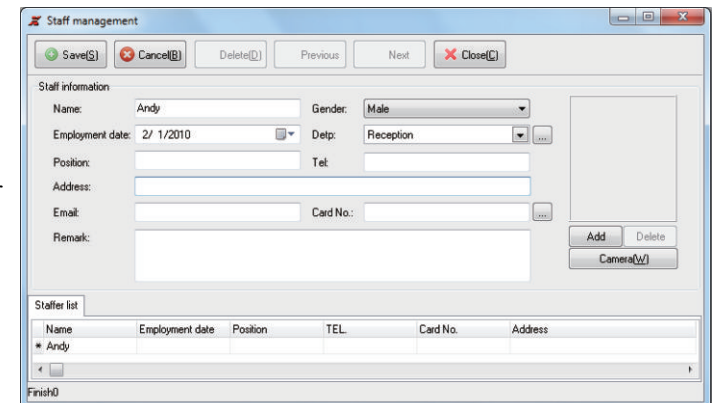 Staff management
Save(S) Cancel(B) Delete(D) Previous Next Close(C)
Staff information
Name: Andy Gender: Male
Employment date: 2/ 1/2010 Detp: Reception ...
Position: Tel:
Address:
Email: Card No.: ...
Remark: Add Delete
Camera(W)
Staffer list
Name Employment date Position TEL. Card No. Address
* Andy
Finish0